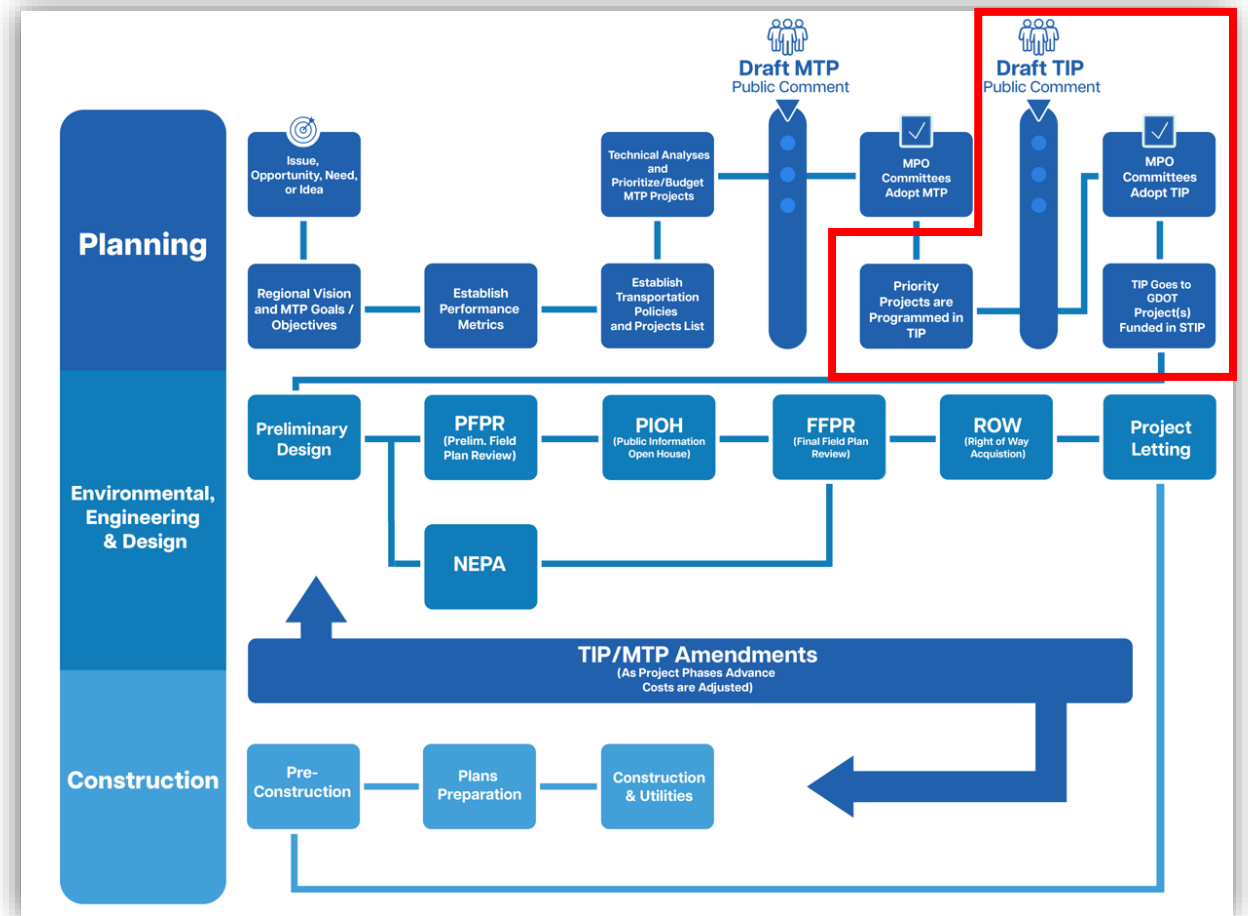 Draft MTP
Public Comment
Draft TIP
Public Comment
Planning
Issue,
Opportunity, Need,
or Idea
Technical Analyses
and
Prioritize/Budget
MTP Projects
MPO
Committees
Adopt MTP
MPO
Committees
Adopt TIP
Regional Vision
and MTP Goals /
Objectives
Establish
Performance
Metrics
Establish
Transportation
Policies
and Projects List
Priority
Projects are
Programmed in
TIP
TIP Goes to
GDOT
Project(s)
Funded in STIP
Environmental,
Engineering
& Design
Preliminary
Design
PFPR
(Prelim. Field
Plan Review)
PIOH
(Public Information
Open House)
FFPR
(Final Field Plan
Review)
ROW
(Right of Way
Acquistion)
Project
Letting
NEPA
TIP/MTP Amendments
(As Project Phases Advance
Costs are Adjusted)
Construction
Pre-
Construction
Plans
Preparation
Construction
& Utilities